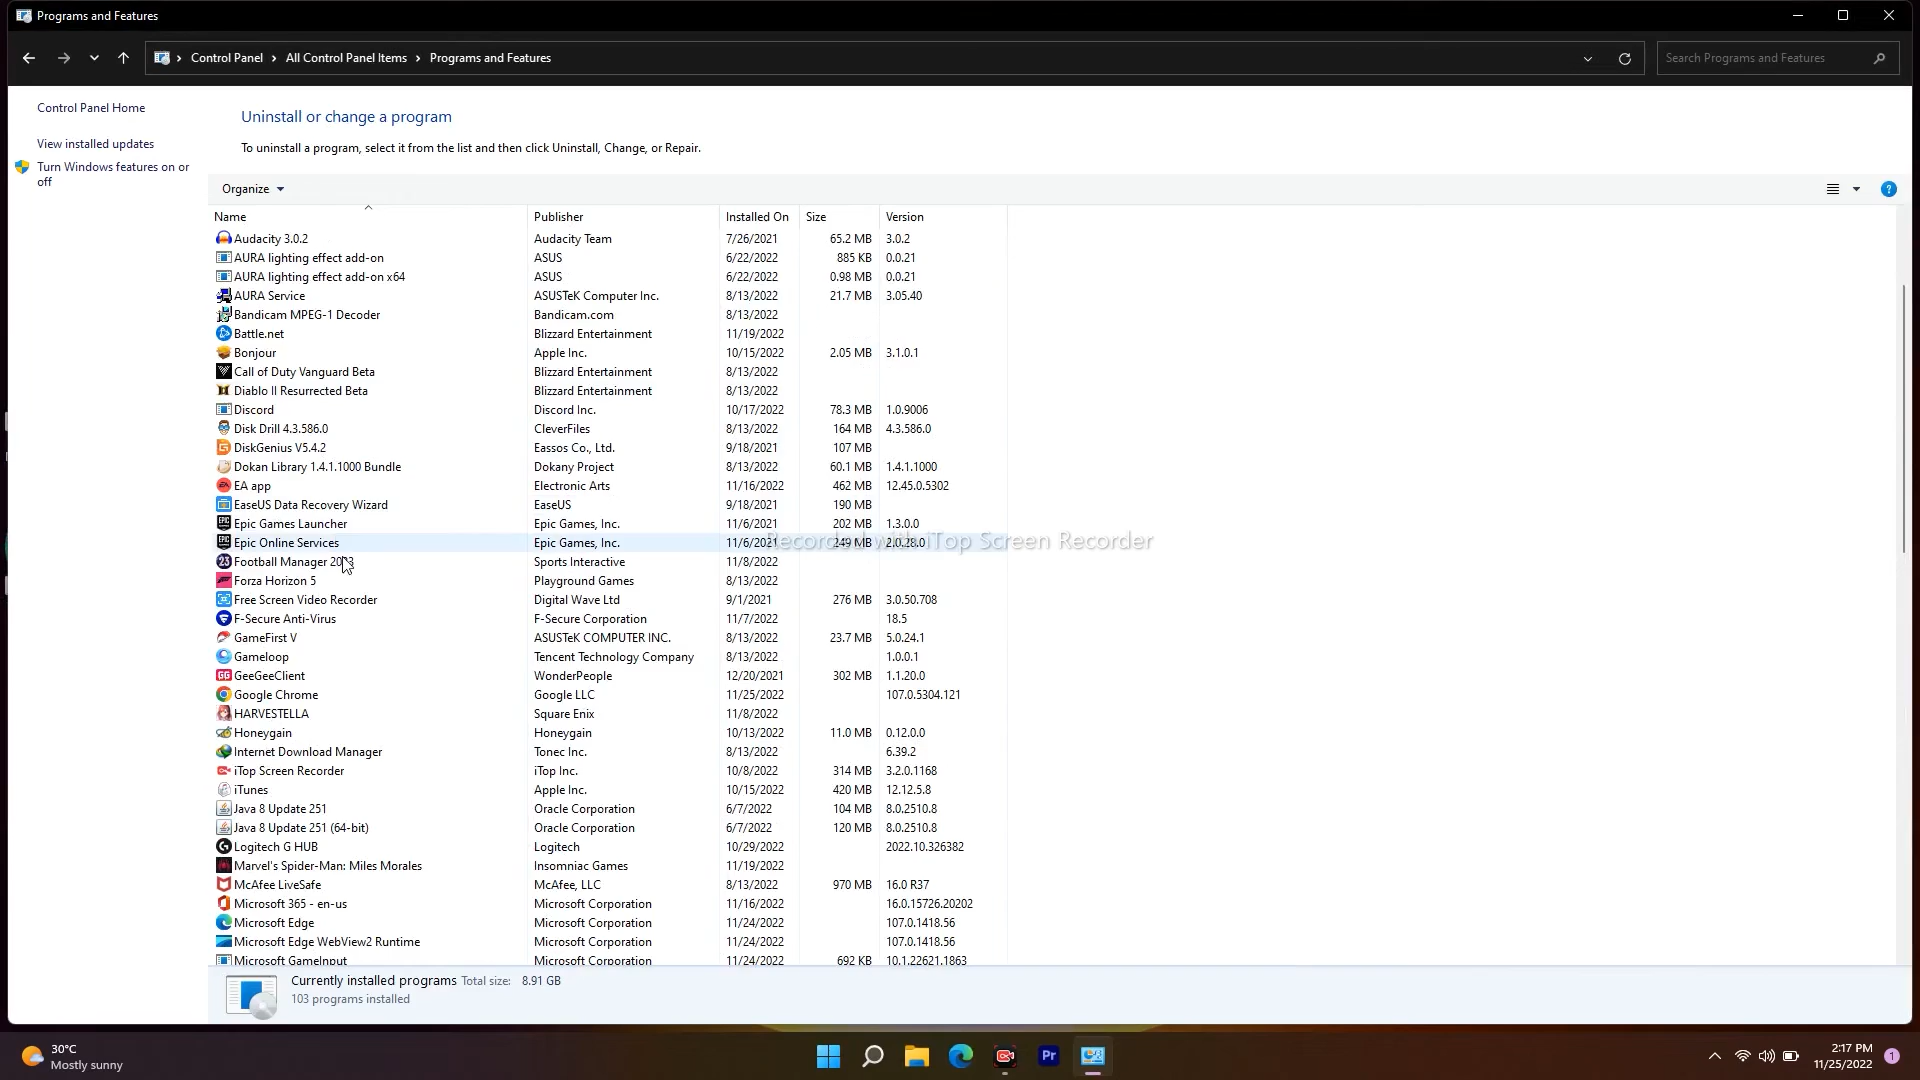 Programs and Features
Control Panel > All Control Panel Items > Programs and Features
Search Programs and Features
Control Panel Home
View installed updates
Turn Windows features on or
off
Uninstall or change a program
To uninstall a program, select it from the list and then click Uninstall, Change, or Repair.
Organize
Name Publisher Installed On Size Version
Audacity 3.0.2 Audacity Team 7/26/2021 65.2 MB 3.0.2
AURA lighting effect add-on ASUS 6/22/2022 885 KB 0.0.21
AURA lighting effect add-on x64 ASUS 6/22/2022 0.98 MB 0.0.21
AURA Service ASUSTeK Computer Inc. 8/13/2022 21.7 MB 3.05.40
Bandicam MPEG-1 Decoder Bandicam.com 8/13/2022
Battle.net Blizzard Entertainment 11/19/2022
Bonjour Apple Inc. 10/15/2022 2.05 MB 3.1.0.1
Call of Duty Vanguard Beta Blizzard Entertainment 8/13/2022
Diablo II Resurrected Beta Blizzard Entertainment 8/13/2022
Discord Discord Inc. 10/17/2022 78.3 MB 1.0.9006
Disk Drill 4.3.586.0 CleverFiles 8/13/2022 164 MB 4.3.586.0
DiskGenius V5.4.2 Eassos Co., Ltd. 9/18/2021 107 MB
Dokan Library 1.4.1.1000 Bundle Dokany Project 8/13/2022 60.1 MB 1.4.1.1000
EA app Electronic Arts 11/16/2022 462 MB 12.45.0.5302
EaseUS Data Recovery Wizard EaseUS 9/18/2021 190 MB
Epic Games Launcher Epic Games, Inc. 11/6/2021 202 MB 1.3.0.0
Epic Online Services Epic Games, Inc. 11/6/2021 249 MB 2.0.28.0
Recorded with iTop Screen Recorder
Football Manager 2023 Sports Interactive 11/8/2022
Forza Horizon 5 Playground Games 8/13/2022
Free Screen Video Recorder Digital Wave Ltd 9/1/2021 276 MB 3.0.50.708
F-Secure Anti-Virus F-Secure Corporation 11/7/2022 18.5
GameFirst V ASUSTeK COMPUTER INC. 8/13/2022 23.7 MB 5.0.24.1
Gameloop Tencent Technology Company 8/13/2022 1.0.0.1
GeeGeeClient WonderPeople 12/20/2021 302 MB 1.1.20.0
Google Chrome Google LLC 11/25/2022 107.0.5304.121
HARVESTELLA Square Enix 11/8/2022
Honeygain Honeygain 10/13/2022 11.0 MB 0.12.0.0
Internet Download Manager Tonec Inc. 8/13/2022 6.39.2
iTop Screen Recorder iTop Inc. 10/8/2022 314 MB 3.2.0.1168
iTunes Apple Inc. 10/15/2022 420 MB 12.12.5.8
Java 8 Update 251 Oracle Corporation 6/7/2022 104 MB 8.0.2510.8
Java 8 Update 251 (64-bit) Oracle Corporation 6/7/2022 120 MB 8.0.2510.8
Logitech G HUB Logitech 10/29/2022 2022.10.326382
Marvel's Spider-Man: Miles Morales Insomniac Games 11/19/2022
McAfee LiveSafe McAfee, LLC 8/13/2022 970 MB 16.0 R37
Microsoft 365 - en-us Microsoft Corporation 11/16/2022 16.0.15726.20202
Microsoft Edge Microsoft Corporation 11/24/2022 107.0.1418.56
Microsoft Edge WebView2 Runtime Microsoft Corporation 11/24/2022 107.0.1418.56
Microsoft GameInput Microsoft Corporation 11/24/2022 692 KB 10.1.22621.1863
Currently installed programs Total size: 8.91 GB
103 programs installed
30°C
Mostly sunny
Pr
2:17 PM
11/25/2022
1